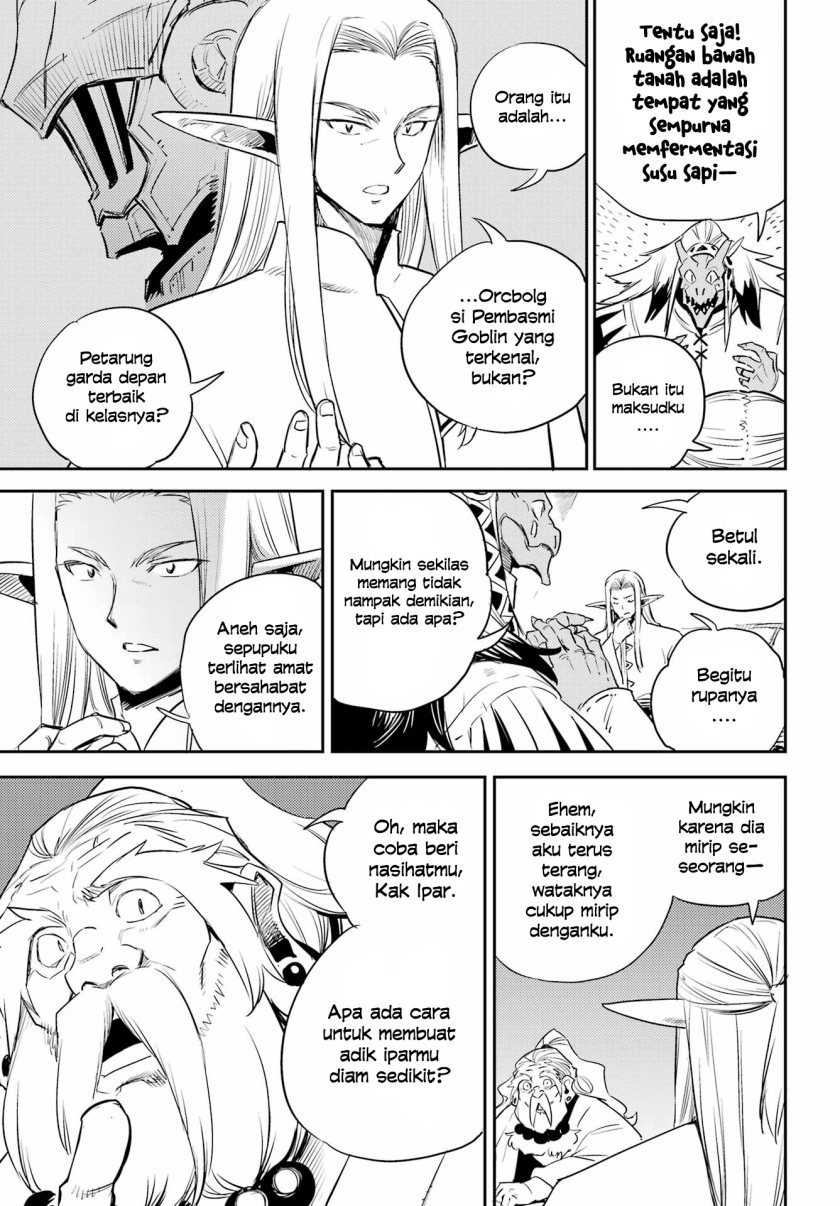 Tentu saja!
Ruangan bawah
tanah adalah
tempat yang
sempurna
memfermentasi
susu sapi—
Bukan itu
maksudku
....
Orang itu
adalah...
...Orcbolg
si Pembasmi
Goblin yang
terkenal,
bukan?
Petarung
garda depan
terbaik
di kelasnya?
Betul
sekali.
Begitu
rupanya
....
Mungkin sekilas
memang tidak
nampak demikian,
tapi ada apa?
Aneh saja,
sepupuku
terlihat amat
bersahabat
dengannya.
Mungkin
karena dia
mirip se-
seorang—
Ehem,
sebaiknya
aku terus
terang,
wataknya
cukup mirip
denganku.
Oh, maka
coba beri
nasihatmu,
Kak Ipar.
Apa ada cara
untuk membuat
adik iparmu
diam sedikit?